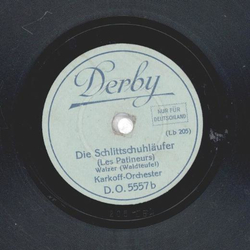 Derby
NUR FÜR
DEUTSCHLAND
(Lb 205)
Die Schlittschuhläufer
(Les Patineurs)
Walzer (Waldteufel)
Karkoff-Orchester
D.O. 5557b